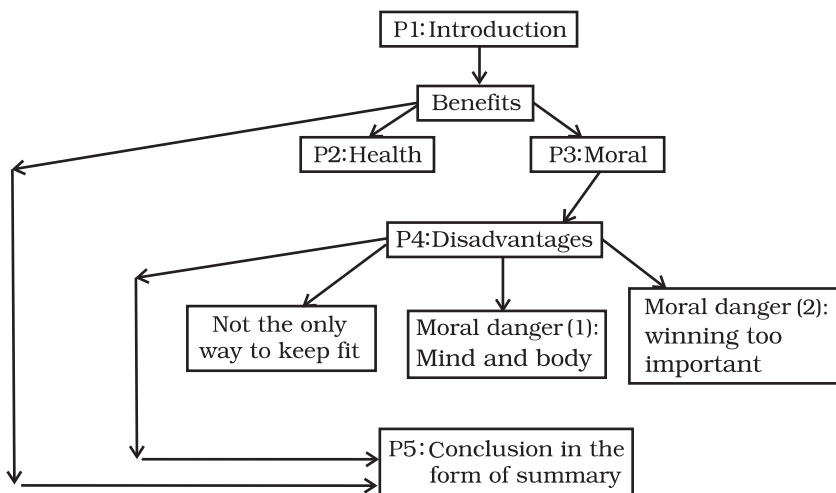 P1:Introduction
Benefits
P2:Health
P3:Moral
P4:Disadvantages
Not the only
way to keep fit
Moral danger (1):
Mind and body
Moral danger (2):
winning too
important
P5:Conclusion in the
form of summary